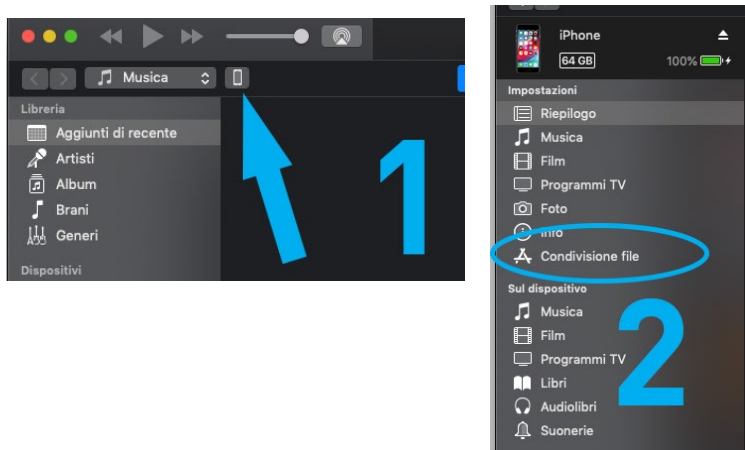 Musica
Libreria
Aggiunti di recente
Artisti
Album
Brani
Generi
Dispositivi
1
iPhone
64 GB
100%
Impostazioni
Riepilogo
Musica
Film
Programmi TV
Foto
Info
Condivisione file
Sul dispositivo
Musica
Film
Programmi TV
Libri
Audiolibri
Suonerie
2